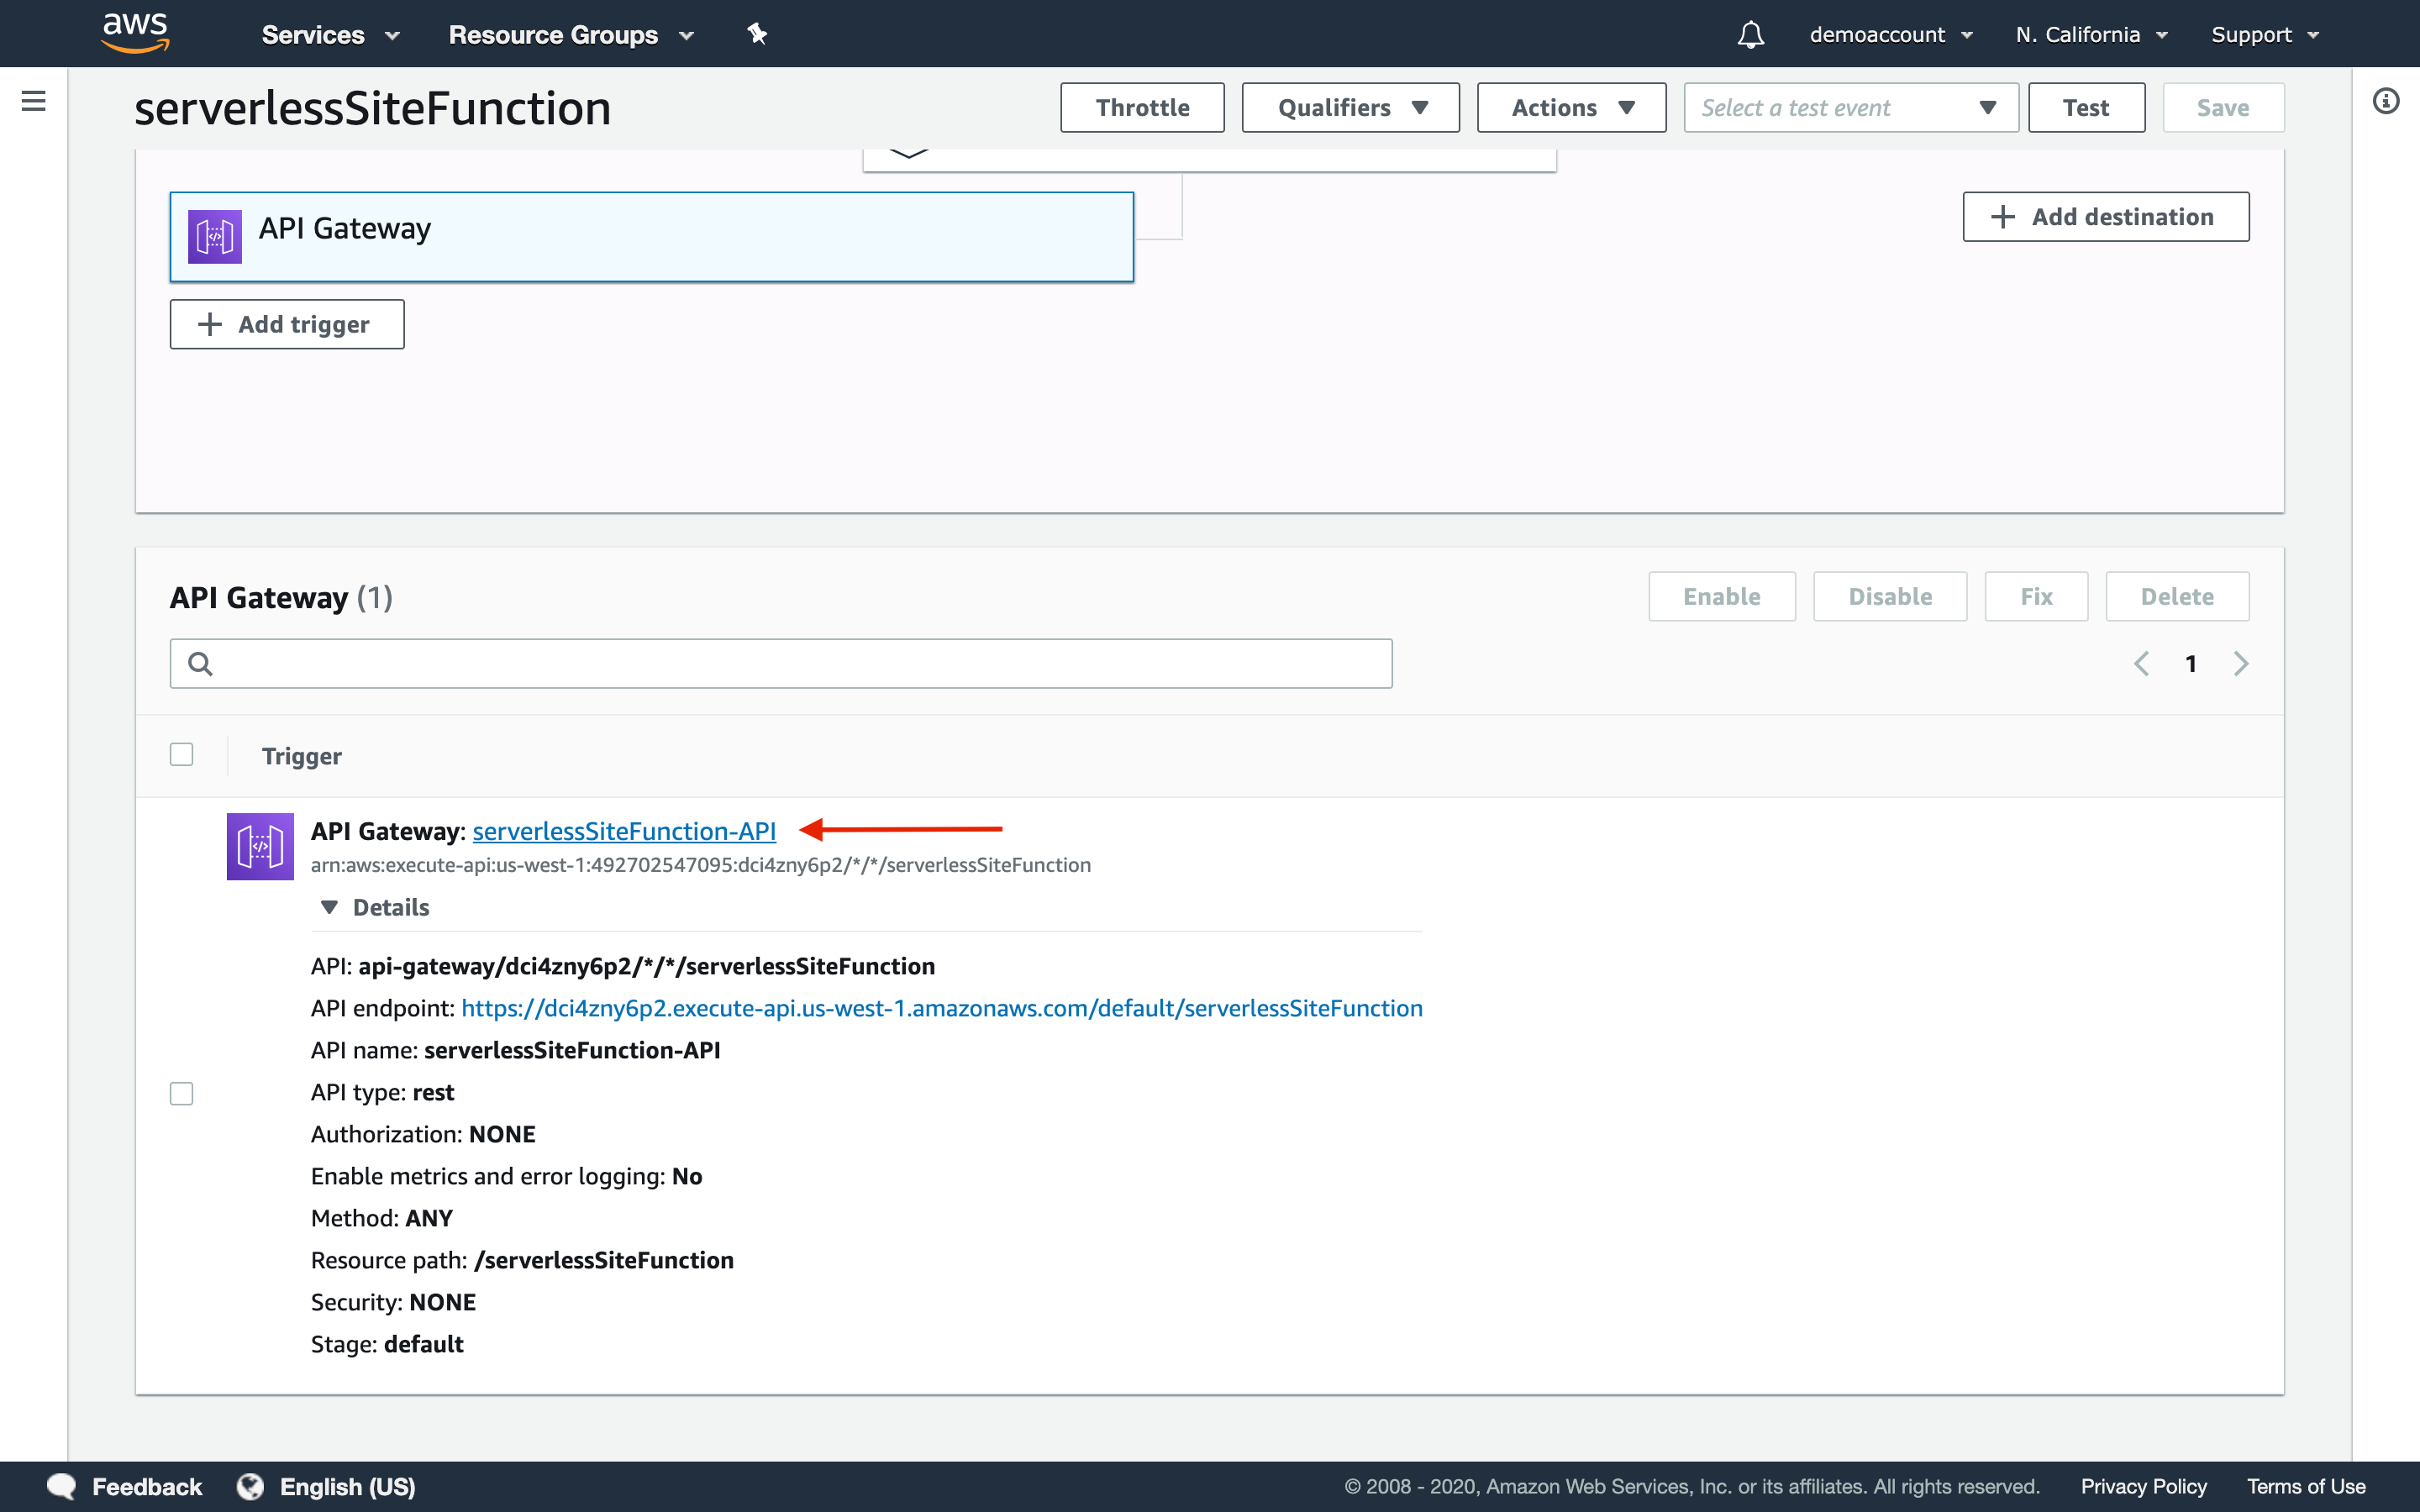 aws Services Resource Groups demoaccount N. California Support
serverlessSiteFunction Throttle Qualifiers Actions Select a test event Test Save
API Gateway
Add destination
Add trigger
API Gateway (1) Enable Disable Fix Delete
1
Trigger
API Gateway: serverlessSiteFunction-API
arn:aws:execute-api:us-west-1:492702547095:dci4zny6p2/*/*/serverlessSiteFunction
Details
API: api-gateway/dci4zny6p2/*/*/serverlessSiteFunction
API endpoint: https://dci4zny6p2.execute-api.us-west-1.amazonaws.com/default/serverlessSiteFunction
API name: serverlessSiteFunction-API
API type: rest
Authorization: NONE
Enable metrics and error logging: No
Method: ANY
Resource path: /serverlessSiteFunction
Security: NONE
Stage: default
Feedback English (US) © 2008 - 2020, Amazon Web Services, Inc. or its affiliates. All rights reserved. Privacy Policy Terms of Use